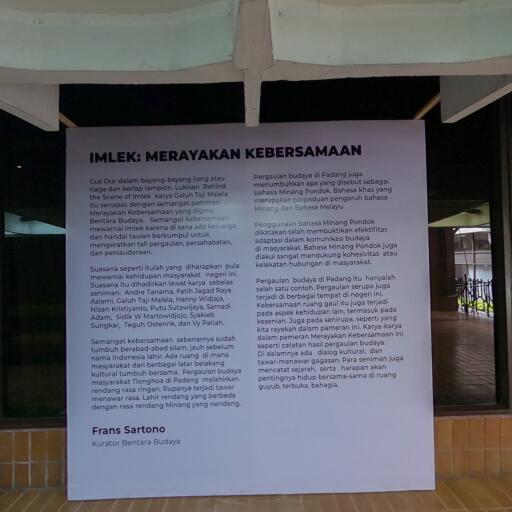 IMLEK: MERAYAKAN KEBERSAMAAN
Gus Dur dalam bayang-bayang liong atau
naga dan kerlap lampion. Lukisan Behind
the Scene of Imlek karya Galuh Taji Malela
itu senapas dengan semangat pameran
Merayakan Kebersamaan yang digelar
Bentara Budaya. Semangat kebersamaan
mewarnai Imlek karena di sana ada keluarga,
dan handai taulan berkumpul untuk
mengeratkan tali pergaulan, persahabatan,
dan persaudaraan.
Suasana seperti itulah yang diharapkan pula
mewarnai kehidupan masyarakat negeri ini.
Suasana itu dihadirkan lewat karya sebelas
seniman: Andre Tanama, Fatih Jagad Raya
Aslami, Galuh Taji Malela, Hanny Widjaja,
Nisan Kristiyanto, Putu Sutawijaya, Sarnadi
Adam, Sidik W Martowidjojo, Syakieb
Sungkar, Teguh Ostenrik, dan Vy Patiah.
Semangat kebersamaan sebenarnya sudah
tumbuh berabad-abad silam, jauh sebelum
nama Indonesia lahir. Ada ruang di mana
masyarakat dari berbagai latar belakang
kultural tumbuh bersama. Pergaulan budaya
masyarakat Tionghoa di Padang melahirkan
rendang rasa ringan. Rupanya terjadi tawar
menawar rasa. Lahir rendang yang berbeda
dengan rasa rendang Minang yang nendang.
Frans Sartono
Kurator Bentara Budaya
Pergaulan budaya di Padang juga
menumbuhkan apa yang disebut sebagai
bahasa Minang Pondok. Bahasa khas yang
merupakan perpaduan pengaruh bahasa
Minang dan Bahasa Melayu.
Penggunaan bahasa Minang Pondok
dikatakan telah membuktikan efektifitas
adaptasi dalam komunikasi budaya
di masyarakat. Bahasa Minang Pondok juga
diakui sangat mendukung kohesivitas atau
kelekatan hubungan di masyarakat.
Pergaulan budaya di Padang itu hanyalah
salah satu contoh. Pergaulan serupa juga
terjadi di berbagai tempat di negeri ini.
Kebersamaan ruang gaul itu juga terjadi
pada aspek kehidupan lain, termasuk pada
kesenian. Juga pada senirupa, seperti yang
kita rayakan dalam pameran ini. Karya-karya
dalam pameran Merayakan Kebersamaan ini
seperti catatan hasil pergaulan budaya.
Di dalamnya ada dialog kultural, dan
tawar-menawar gagasan. Para seniman juga
mencatat sejarah, serta harapan akan
pentingnya hidup bersama-sama di ruang
guyub, terbuka, bahagia.